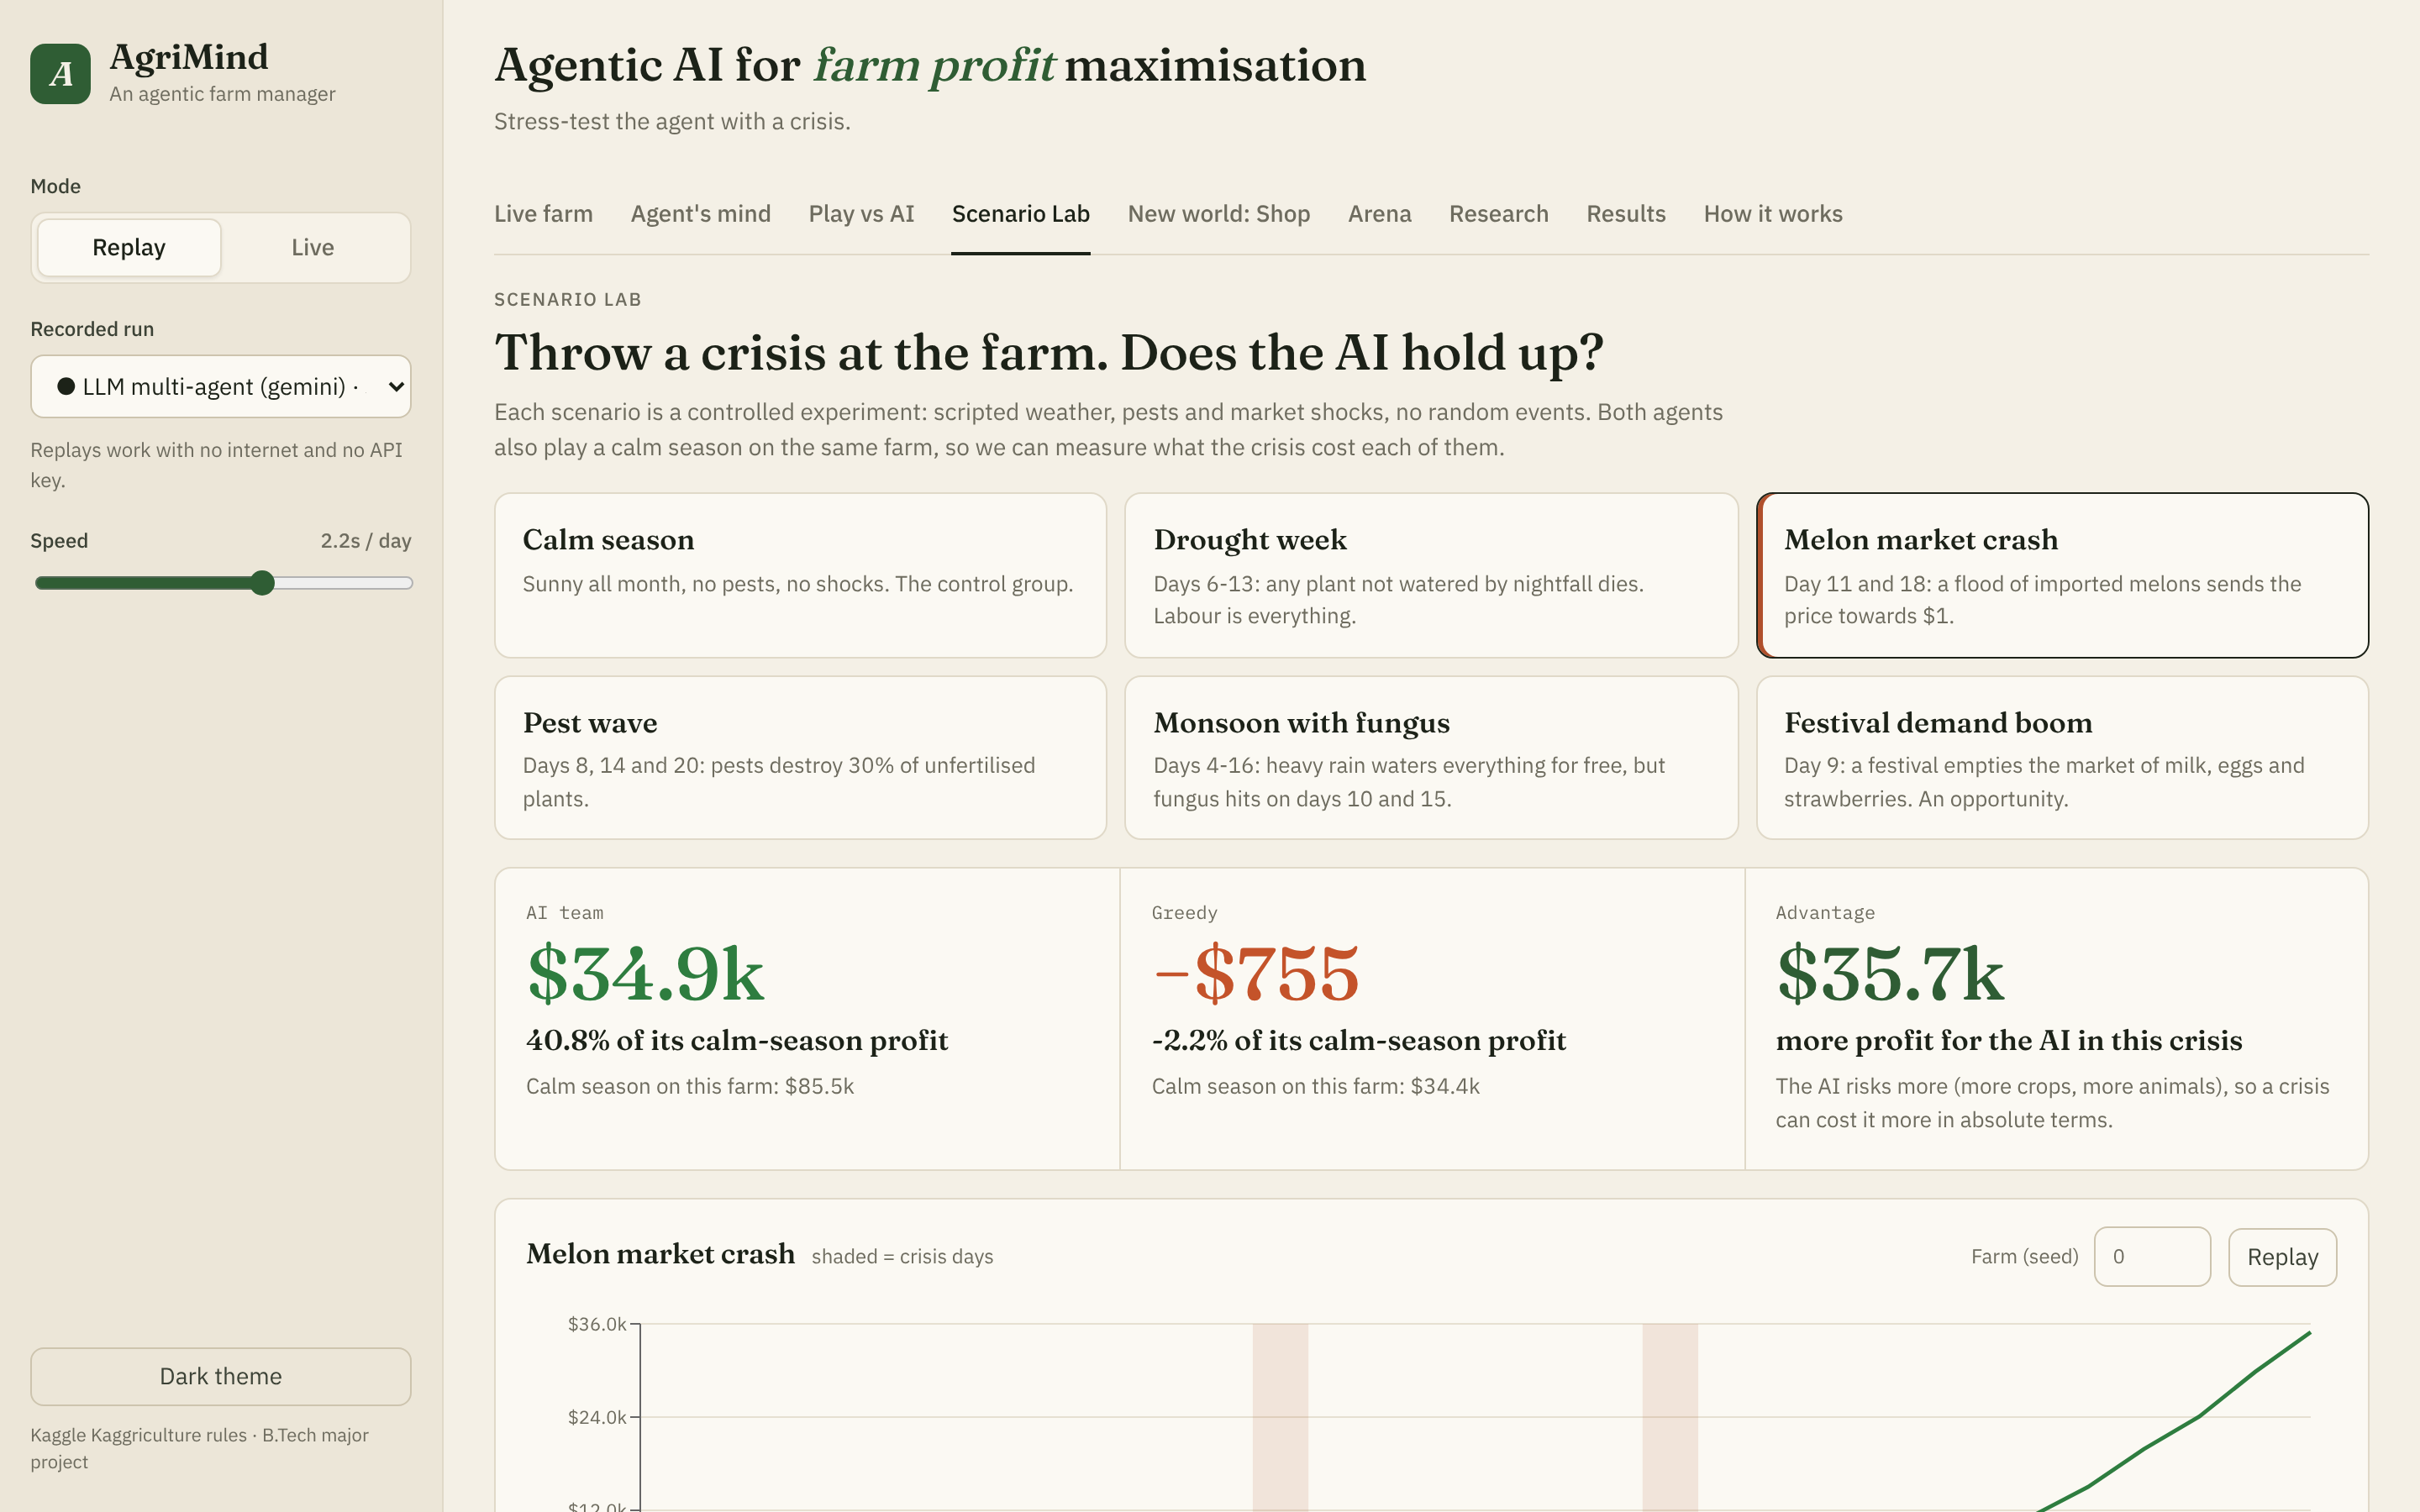 A
AgriMind
An agentic farm manager
Mode
Replay
Live
Recorded run
LLM multi-agent (gemini) ·
Replays work with no internet and no API
key.
Speed
2.2s / day
Dark theme
Kaggle Kaggriculture rules · B.Tech major
project
Agentic AI for farm profit maximisation
Stress-test the agent with a crisis.
Live farm
Agent's mind
Play vs AI
Scenario Lab
New world: Shop
Arena
Research
Results
How it works
SCENARIO LAB
Throw a crisis at the farm. Does the AI hold up?
Each scenario is a controlled experiment: scripted weather, pests and market shocks, no random events. Both agents
also play a calm season on the same farm, so we can measure what the crisis cost each of them.
Calm season
Sunny all month, no pests, no shocks. The control group.
Drought week
Days 6-13: any plant not watered by nightfall dies.
Labour is everything.
Melon market crash
Day 11 and 18: a flood of imported melons sends the
price towards $1.
Pest wave
Days 8, 14 and 20: pests destroy 30% of unfertilised
plants.
Monsoon with fungus
Days 4-16: heavy rain waters everything for free, but
fungus hits on days 10 and 15.
Festival demand boom
Day 9: a festival empties the market of milk, eggs and
strawberries. An opportunity.
AI team
$34.9k
40.8% of its calm-season profit
Calm season on this farm: $85.5k
Greedy
−$755
-2.2% of its calm-season profit
Calm season on this farm: $34.4k
Advantage
$35.7k
more profit for the AI in this crisis
The AI risks more (more crops, more animals), so a crisis
can cost it more in absolute terms.
Melon market crash
shaded = crisis days
Farm (seed)
0
Replay
$36.0k
$24.0k
$12.0k